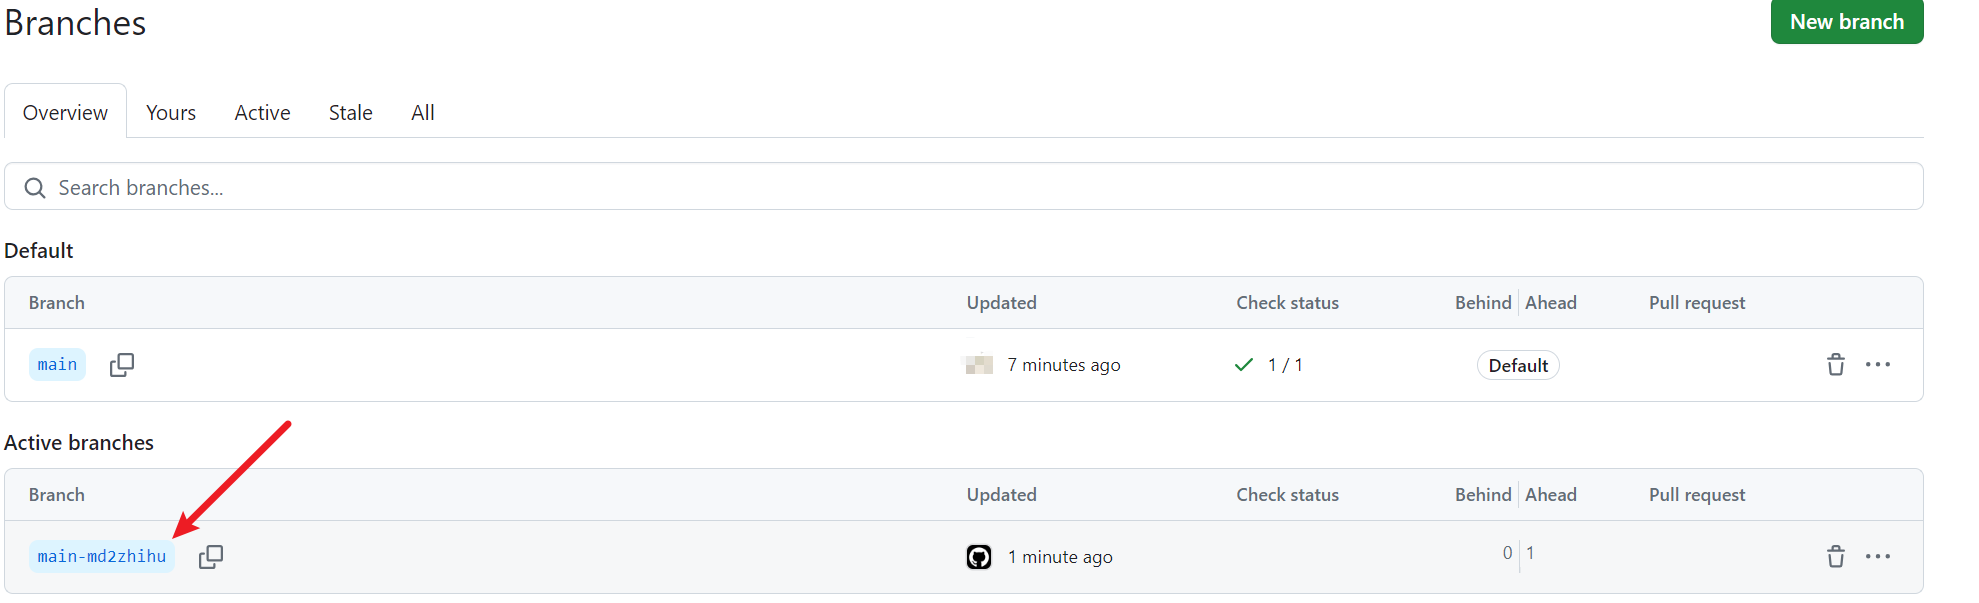 Branches
New branch
Overview Yours Active Stale All
Search branches...
Default
Branch Updated Check status Behind Ahead Pull request
main 7 minutes ago 1 / 1 Default
Active branches
Branch Updated Check status Behind Ahead Pull request
main-md2zhihu 1 minute ago 0 1